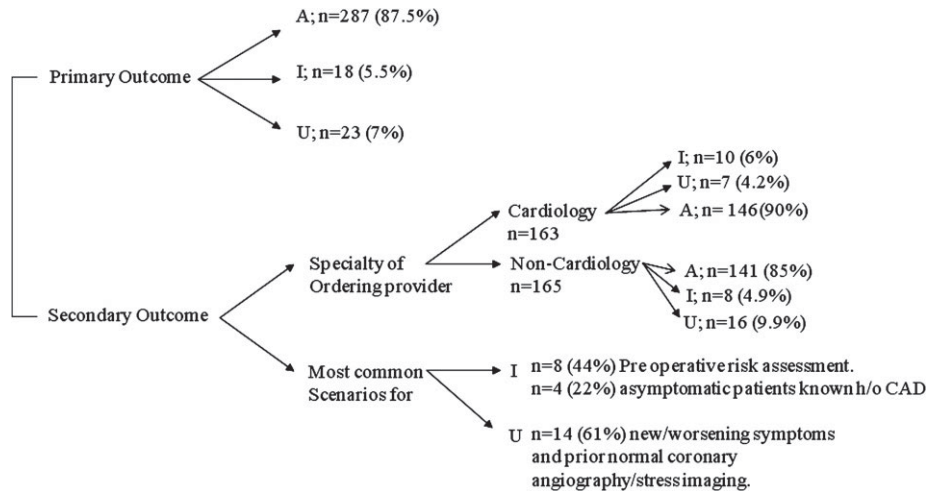 A; n=287 (87.5%)
Primary Outcome
I; n=18 (5.5%)
U; n=23 (7%)
Secondary Outcome
Specialty of
Ordering provider
Cardiology
n=163
I; n=10 (6%)
U; n=7 (4.2%)
A; n= 146(90%)
Non-Cardiology
n=165
A; n=141 (85%)
I; n=8 (4.9%)
U; n=16 (9.9%)
Most common
Scenarios for
I n=8 (44%) Pre operative risk assessment.
n=4 (22%) asymptomatic patients known h/o CAD
U n=14 (61%) new/worsening symptoms
and prior normal coronary
angiography/stress imaging.